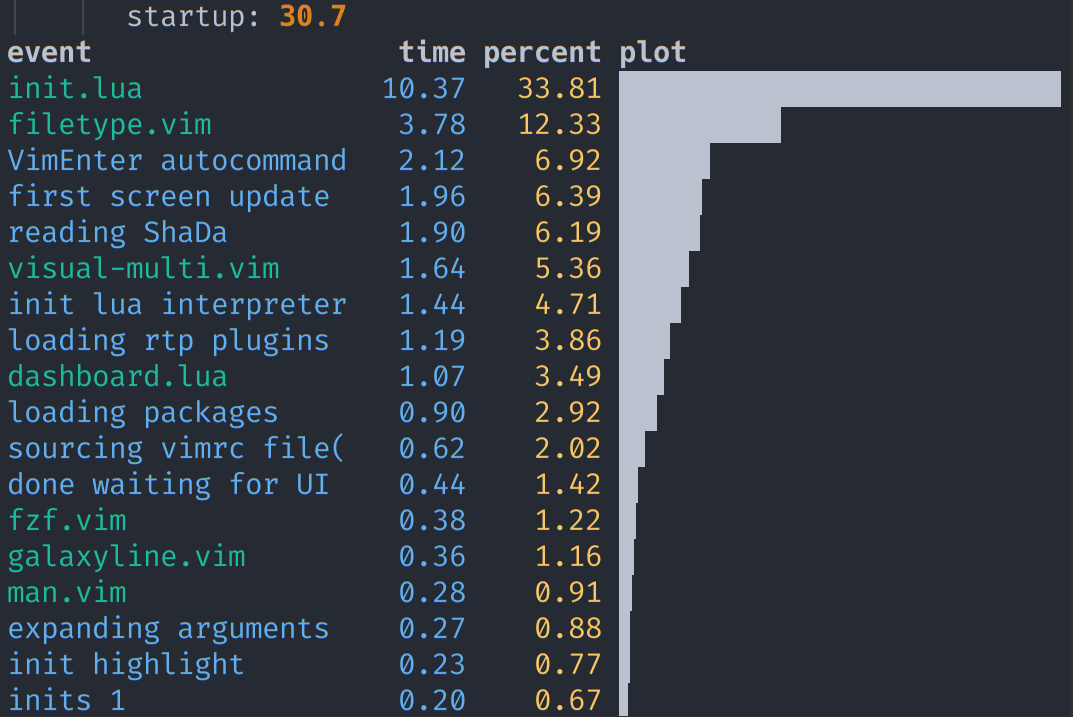 startup: 30.7
event time percent plot
init.lua 10.37 33.81
filetype.vim 3.78 12.33
VimEnter autocommand 2.12 6.92
first screen update 1.96 6.39
reading ShaDa 1.90 6.19
visual-multi.vim 1.64 5.36
init lua interpreter 1.44 4.71
loading rtp plugins 1.19 3.86
dashboard.lua 1.07 3.49
loading packages 0.90 2.92
sourcing vimrc file( 0.62 2.02
done waiting for UI 0.44 1.42
fzf.vim 0.38 1.22
galaxyline.vim 0.36 1.16
man.vim 0.28 0.91
expanding arguments 0.27 0.88
init highlight 0.23 0.77
inits 1 0.20 0.67